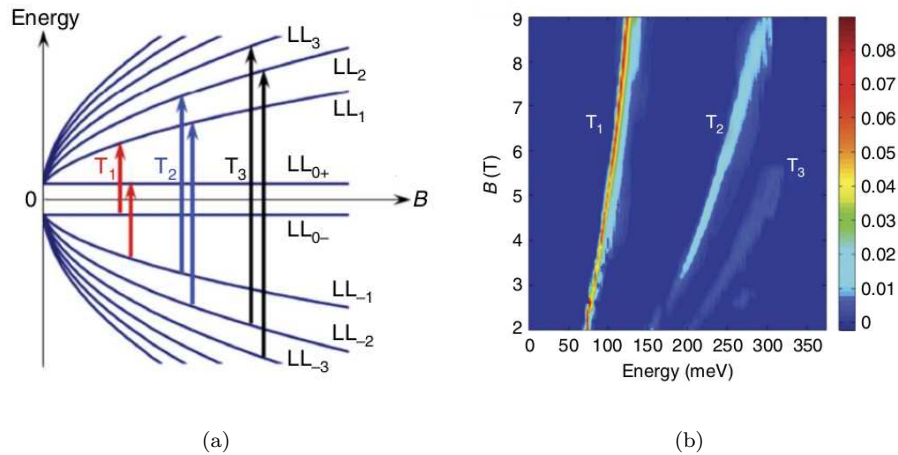 Energy
LL₃
LL₂
LL₁
T₁
T₂
T₃
LL₀₊
0
B
LL₀₋
LL₋₁
LL₋₂
LL₋₃
(a)
9
8
7
6
5
4
3
2
B (T)
T₁
T₂
T₃
0 50 100 150 200 250 300 350
Energy (meV)
0.08
0.07
0.06
0.05
0.04
0.03
0.02
0.01
0
(b)